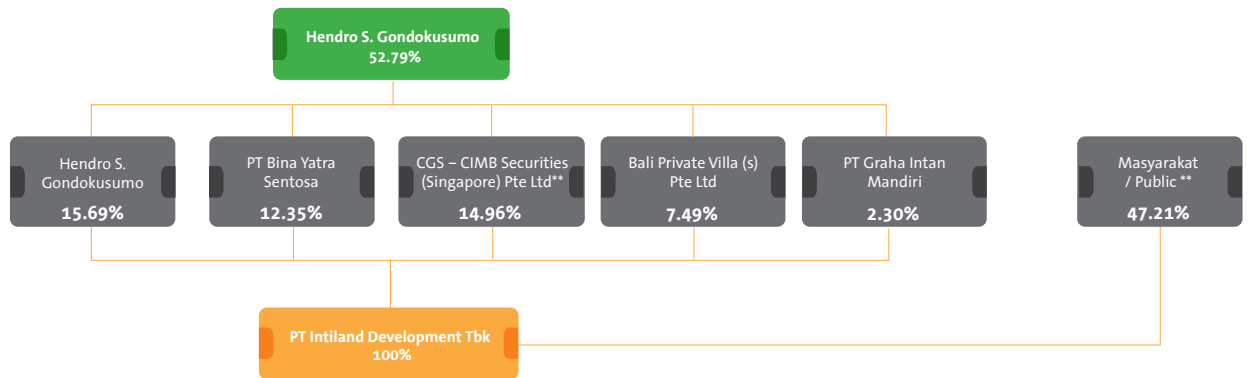 Hendro S. Gondokusumo
52.79%
Hendro S.
Gondokusumo
15.69%
PT Bina Yatra
Sentosa
12.35%
CGS – CIMB Securities
(Singapore) Pte Ltd**
14.96%
Bali Private Villa (s)
Pte Ltd
7.49%
PT Graha Intan
Mandiri
2.30%
Masyarakat
/ Public **
47.21%
PT Intiland Development Tbk
100%